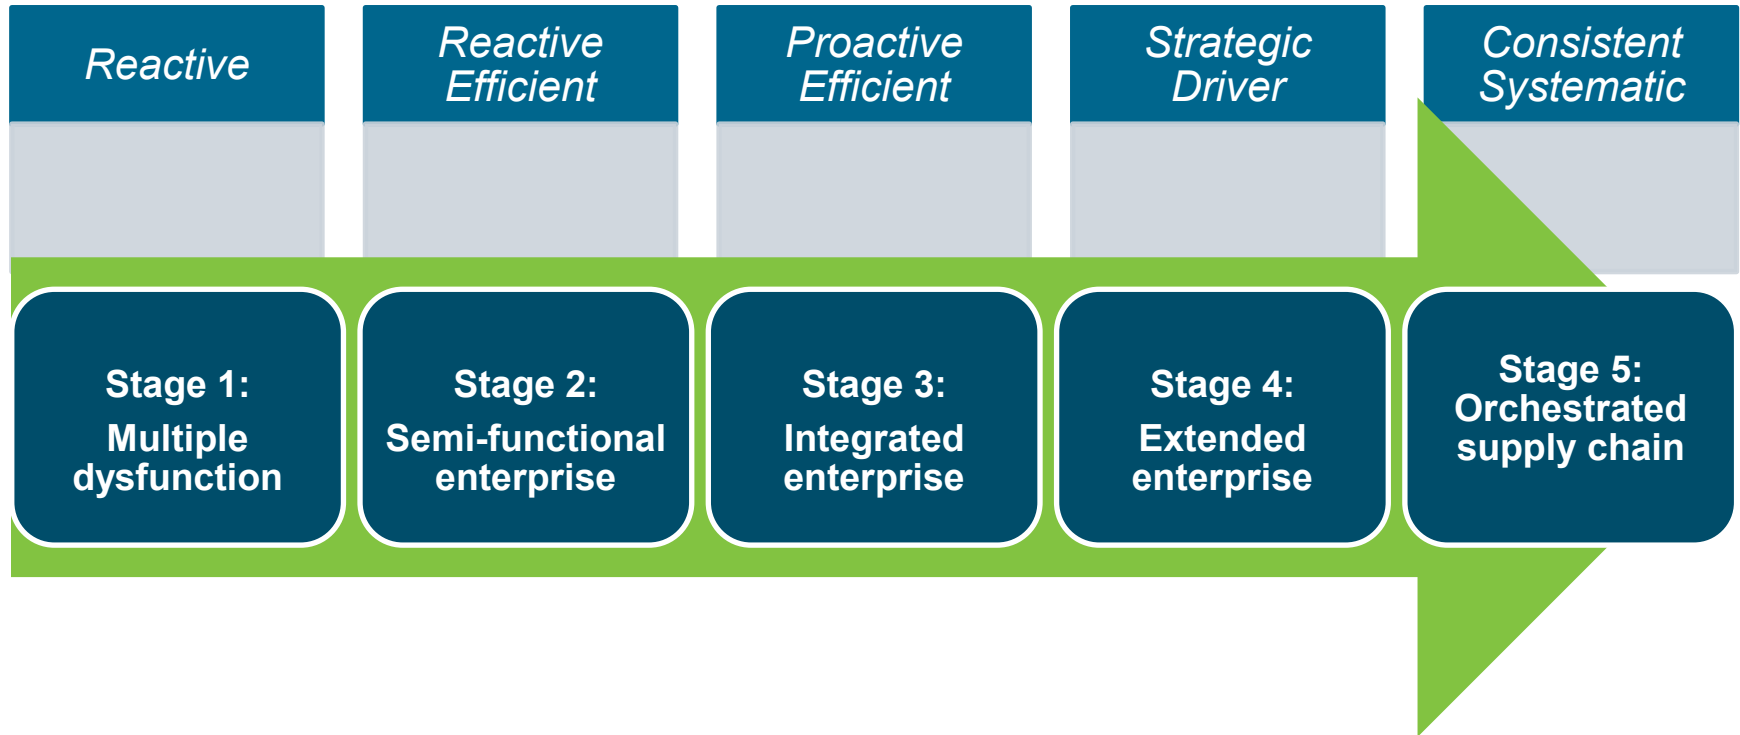 Reactive
Reactive
Efficient
Proactive
Efficient
Strategic
Driver
Consistent
Systematic
Stage 1:
Multiple
dysfunction
Stage 2:
Semi-functional
enterprise
Stage 3:
Integrated
enterprise
Stage 4:
Extended
enterprise
Stage 5:
Orchestrated
supply chain